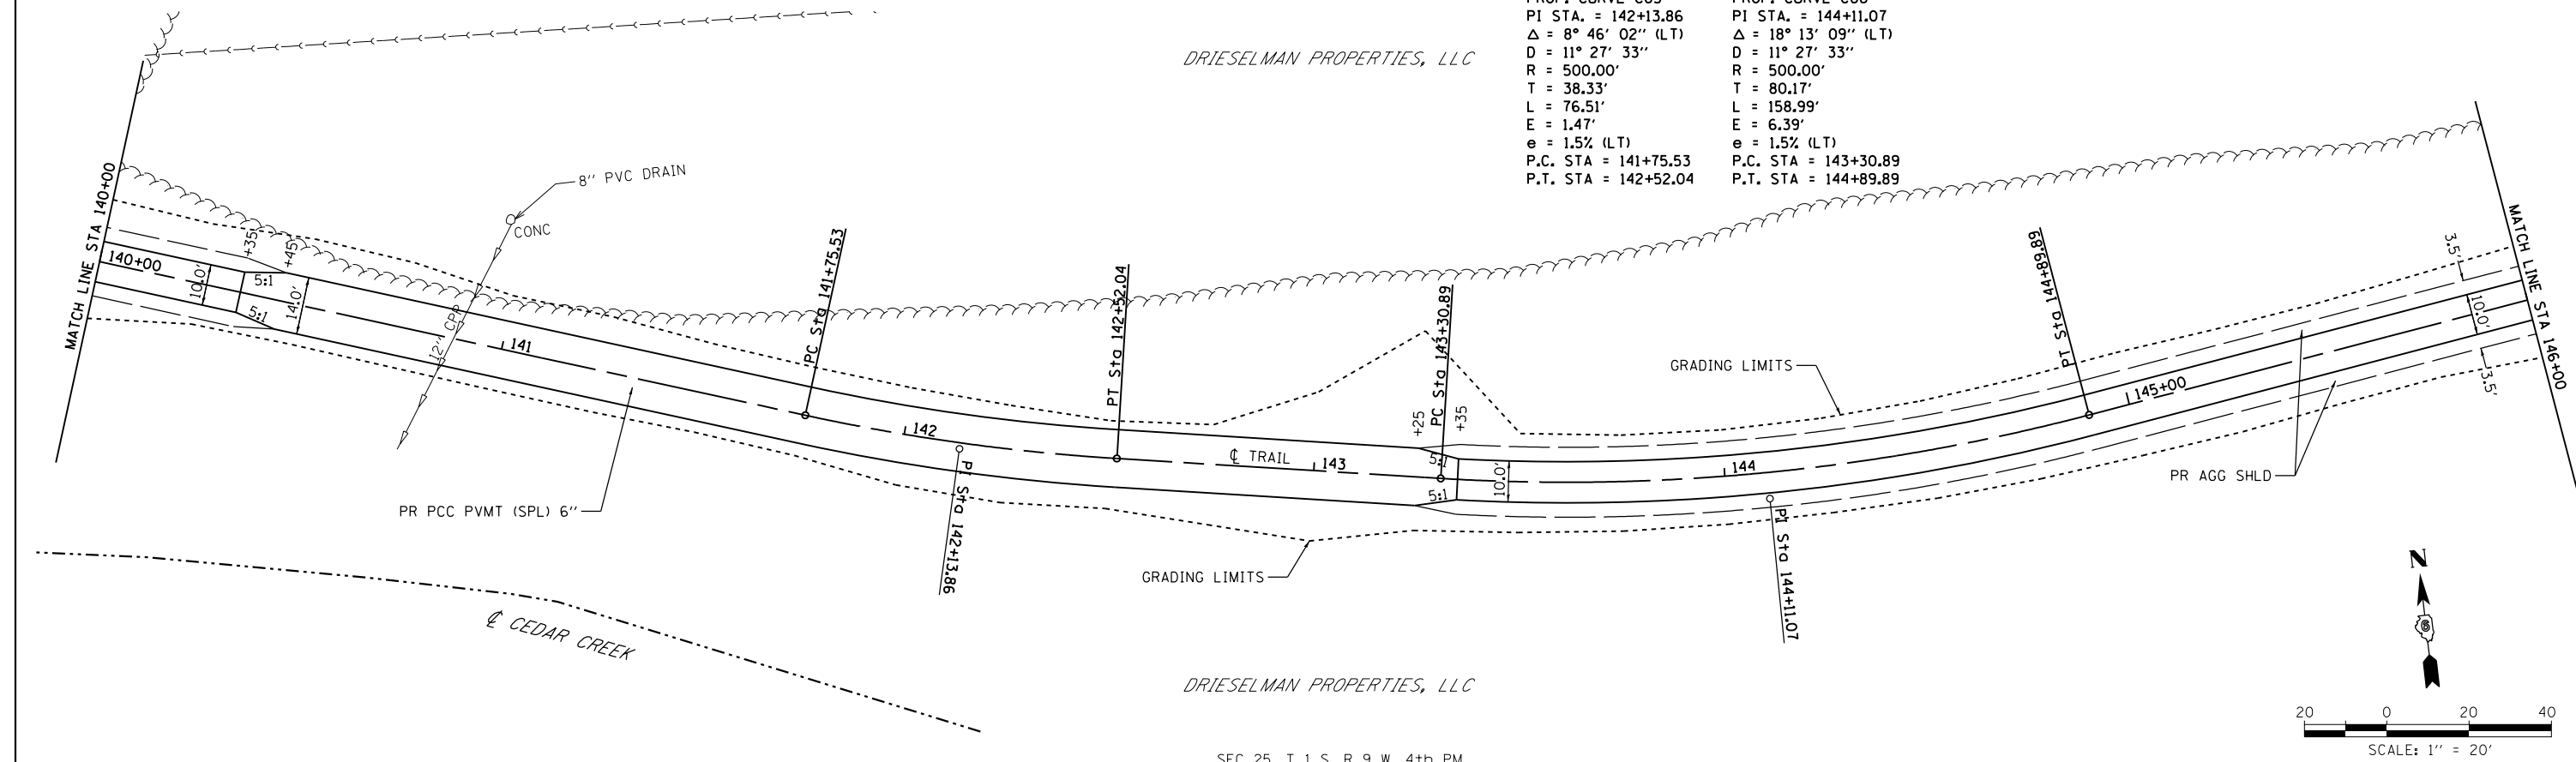 PI STA. = 142+13.86
Δ = 8° 46' 02'' (LT)
D = 11° 27' 33''
R = 500.00'
T = 38.33'
L = 76.51'
E = 1.47'
e = 1.5% (LT)
P.C. STA = 141+75.53
P.T. STA = 142+52.04
PI STA. = 144+11.07
Δ = 18° 13' 09'' (LT)
D = 11° 27' 33''
R = 500.00'
T = 80.17'
L = 158.99'
E = 6.39'
e = 1.5% (LT)
P.C. STA = 143+30.89
P.T. STA = 144+89.89
DRIESELMAN PROPERTIES, LLC
8'' PVC DRAIN
CONC
12'' CPP
MATCH LINE STA 140+00
140+00
10.0'
+35
+45
5:1
5:1
14.0'
141
PC Sta 141+75.53
142
PI Sta 142+13.86
PT Sta 142+52.04
℄ TRAIL
143
PC Sta 143+30.89
+25
+35
5:1
5:1
10.0'
144
PI Sta 144+11.07
GRADING LIMITS
PT Sta 144+89.89
145+00
3.5'
10.0'
3.5'
MATCH LINE STA 146+00
PR AGG SHLD
PR PCC PVMT (SPL) 6''
GRADING LIMITS
℄ CEDAR CREEK
DRIESELMAN PROPERTIES, LLC
SEC 25, T 1 S, R 9 W, 4th PM
N
6
20 0 20 40
SCALE: 1'' = 20'